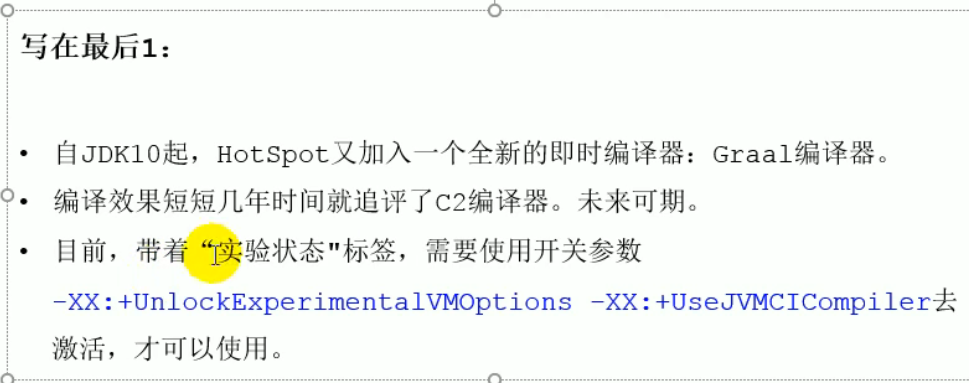 写在最后1：
• 自JDK10起，HotSpot又加入一个全新的即时编译器：Graal编译器。
• 编译效果短短几年时间就追评了C2编译器。未来可期。
• 目前，带着“实验状态"标签，需要使用开关参数
-XX:+UnlockExperimentalVMOptions -XX:+UseJVMCICompiler去
激活，才可以使用。